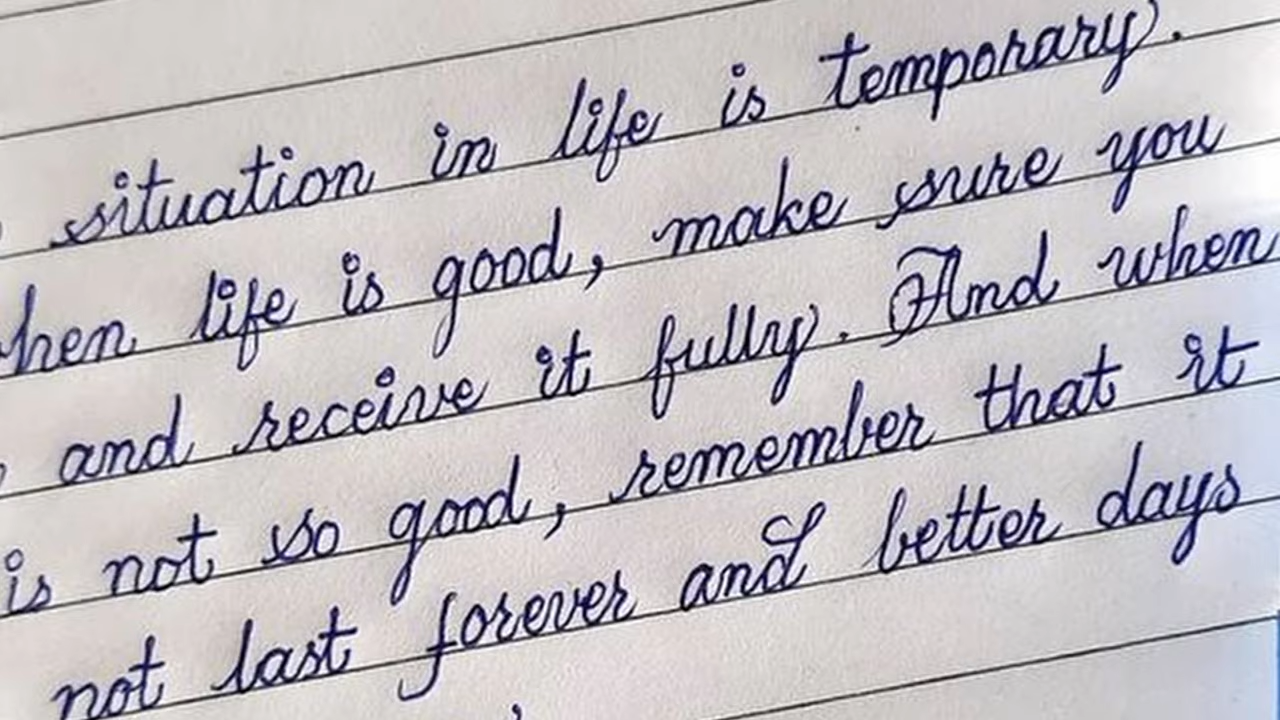 situation in life is temporary.
hen life is good, make sure you
and receive it fully. And when
is not so good, remember that it
not last forever and better days